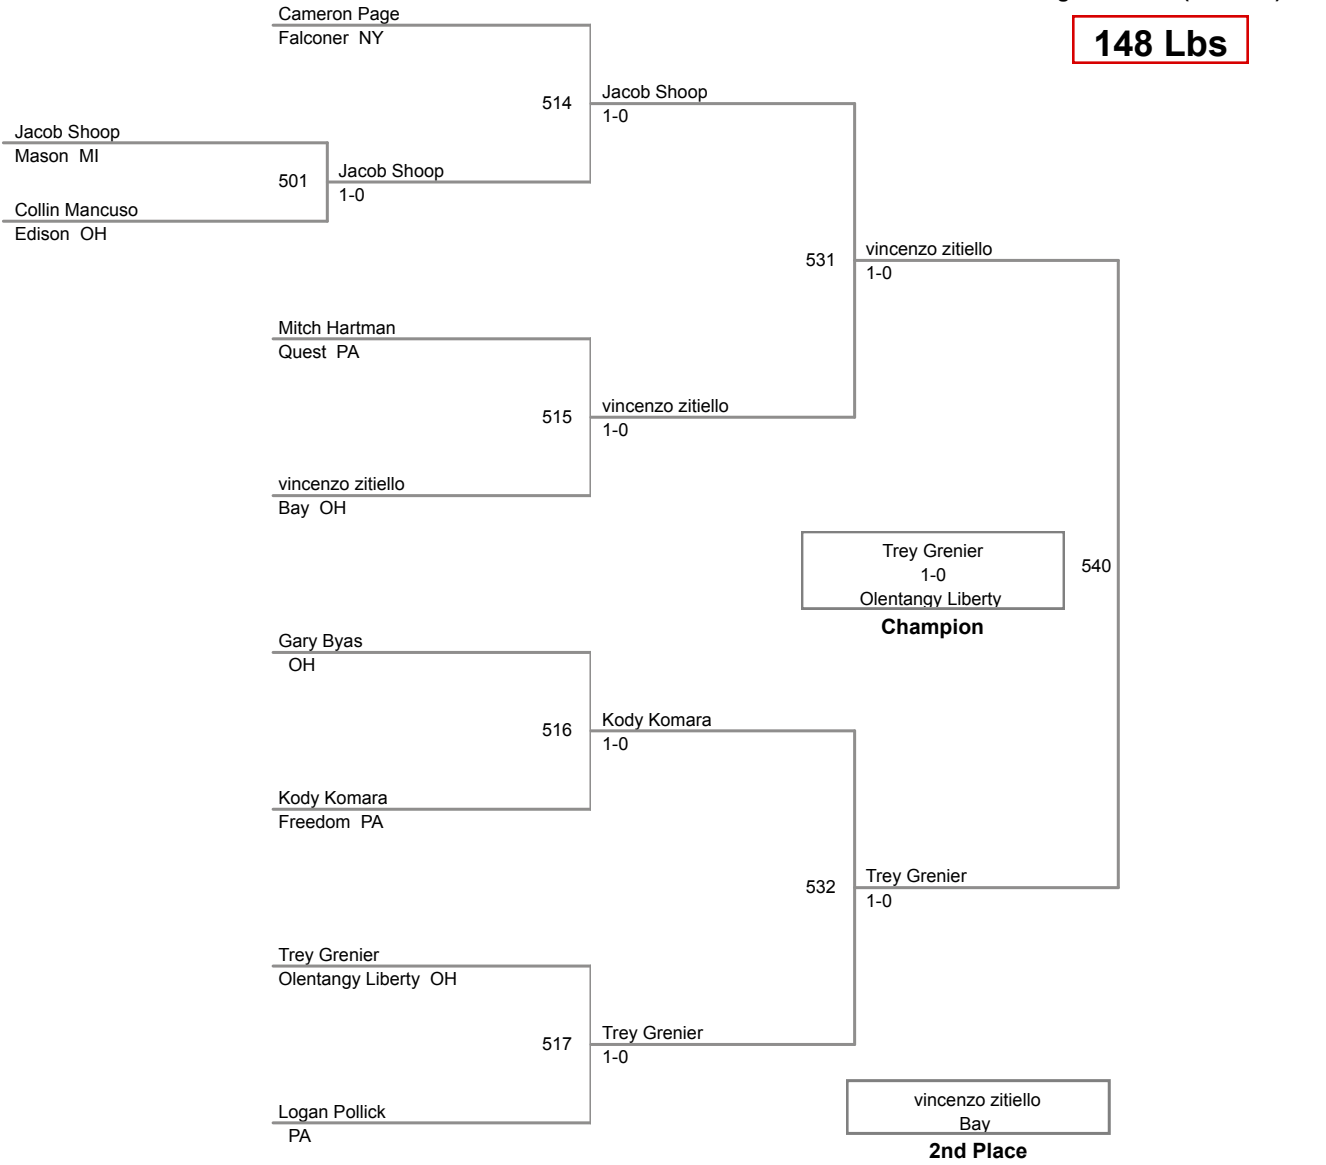 148 Lbs
Cameron Page
Falconer NY
514
Jacob Shoop
1-0
Jacob Shoop
Mason MI
501
Jacob Shoop
1-0
Collin Mancuso
Edison OH
531
vincenzo zitiello
1-0
Mitch Hartman
Quest PA
515
vincenzo zitiello
1-0
vincenzo zitiello
Bay OH
Trey Grenier
1-0
Olentangy Liberty
Champion
540
Gary Byas
OH
516
Kody Komara
1-0
Kody Komara
Freedom PA
532
Trey Grenier
1-0
Trey Grenier
Olentangy Liberty OH
517
Trey Grenier
1-0
Logan Pollick
PA
vincenzo zitiello
Bay
2nd Place